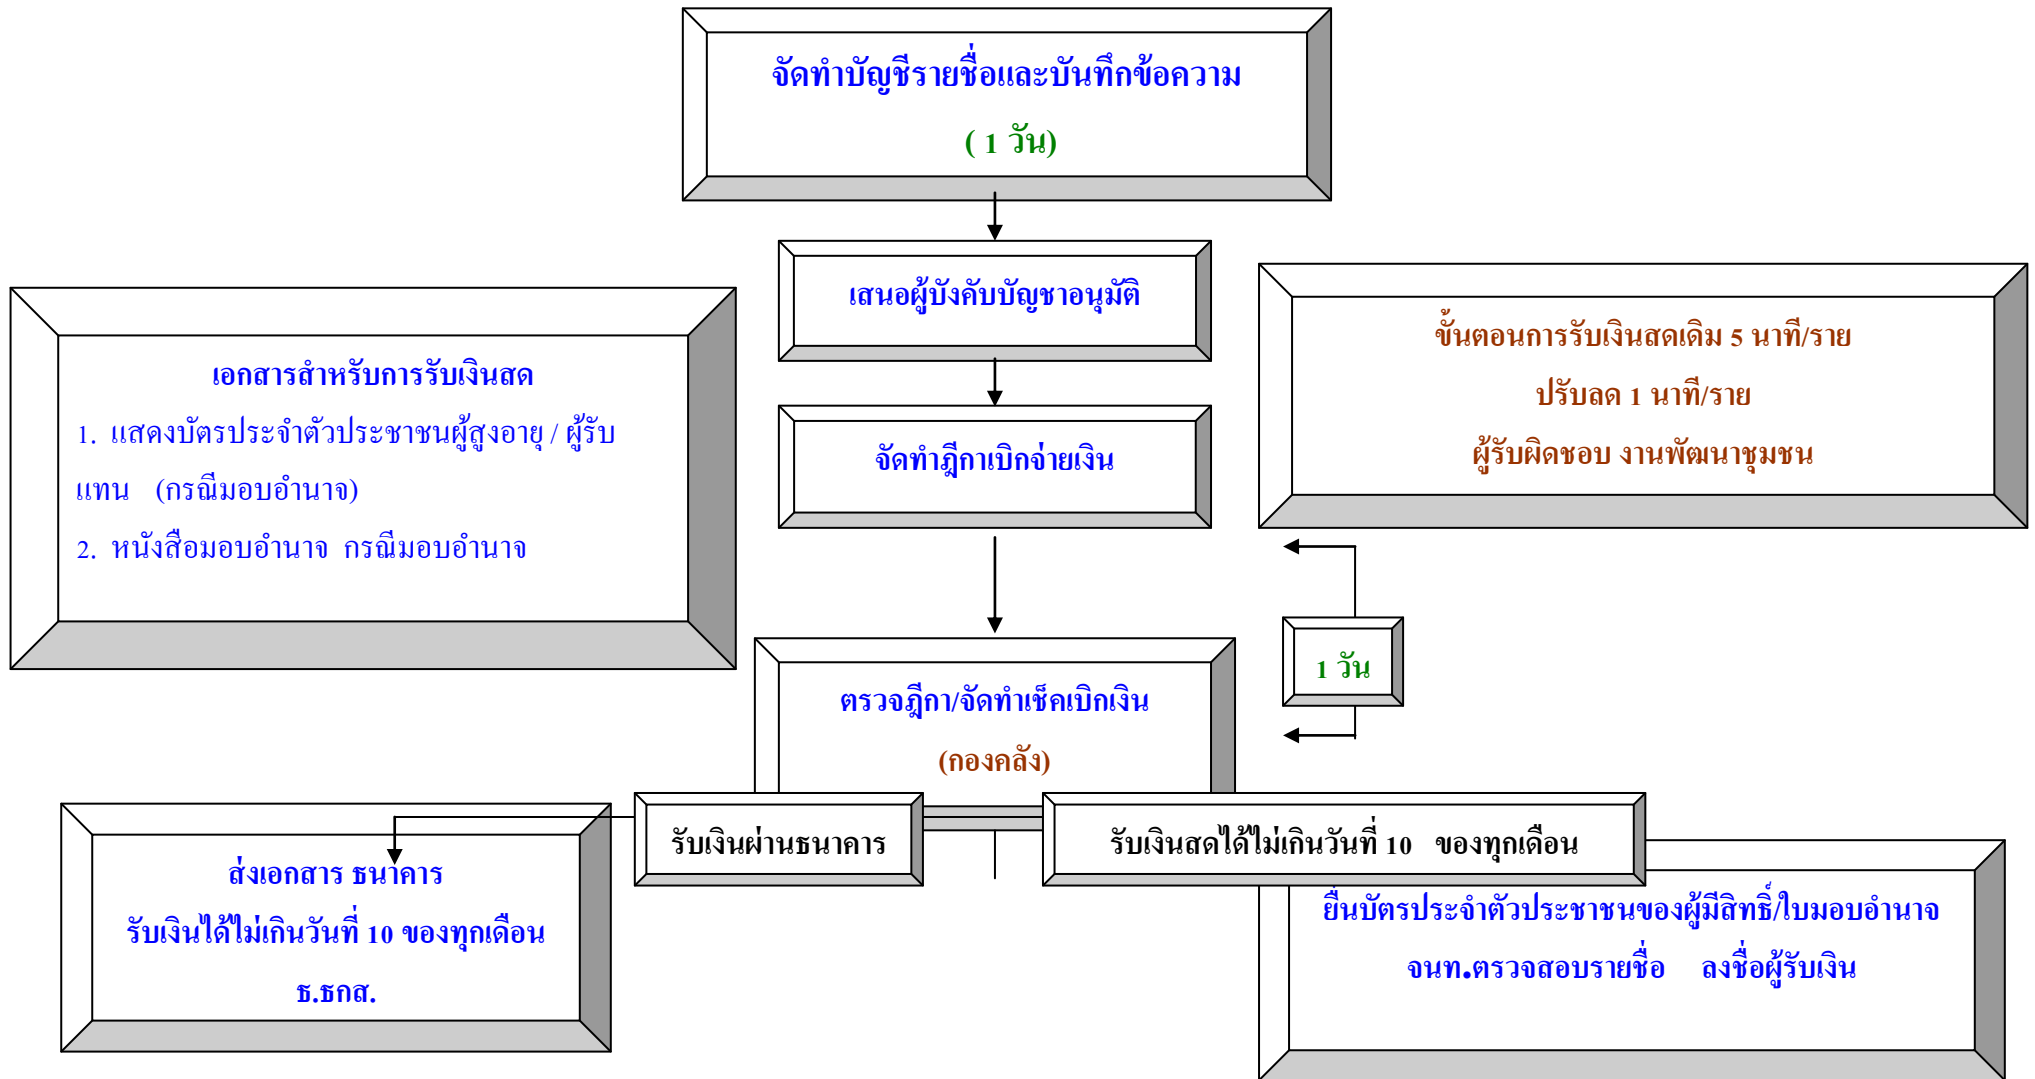 จัดทำบัญชีรายชื่อและบันทึกข้อความ
( 1 วัน)
เสนอผู้บังคับบัญชาอนุมัติ
จัดทำฎีกาเบิกจ่ายเงิน
เอกสารสำหรับการรับเงินสด
1. แสดงบัตรประจำตัวประชาชนผู้สูงอายุ / ผู้รับ
แทน (กรณีมอบอำนาจ)
2. หนังสือมอบอำนาจ กรณีมอบอำนาจ
ขั้นตอนการรับเงินสดเดิม 5 นาที/ราย
ปรับลด 1 นาที/ราย
ผู้รับผิดชอบ งานพัฒนาชุมชน
1 วัน
ตรวจฎีกา/จัดทำเช็คเบิกเงิน
(กองคลัง)
รับเงินผ่านธนาคาร
รับเงินสดได้ไม่เกินวันที่ 10 ของทุกเดือน
ส่งเอกสาร ธนาคาร
รับเงินได้ไม่เกินวันที่ 10 ของทุกเดือน
ธ.ธกส.
ยื่นบัตรประจำตัวประชาชนของผู้มีสิทธิ์/ใบมอบอำนาจ
จนท.ตรวจสอบรายชื่อ ลงชื่อผู้รับเงิน